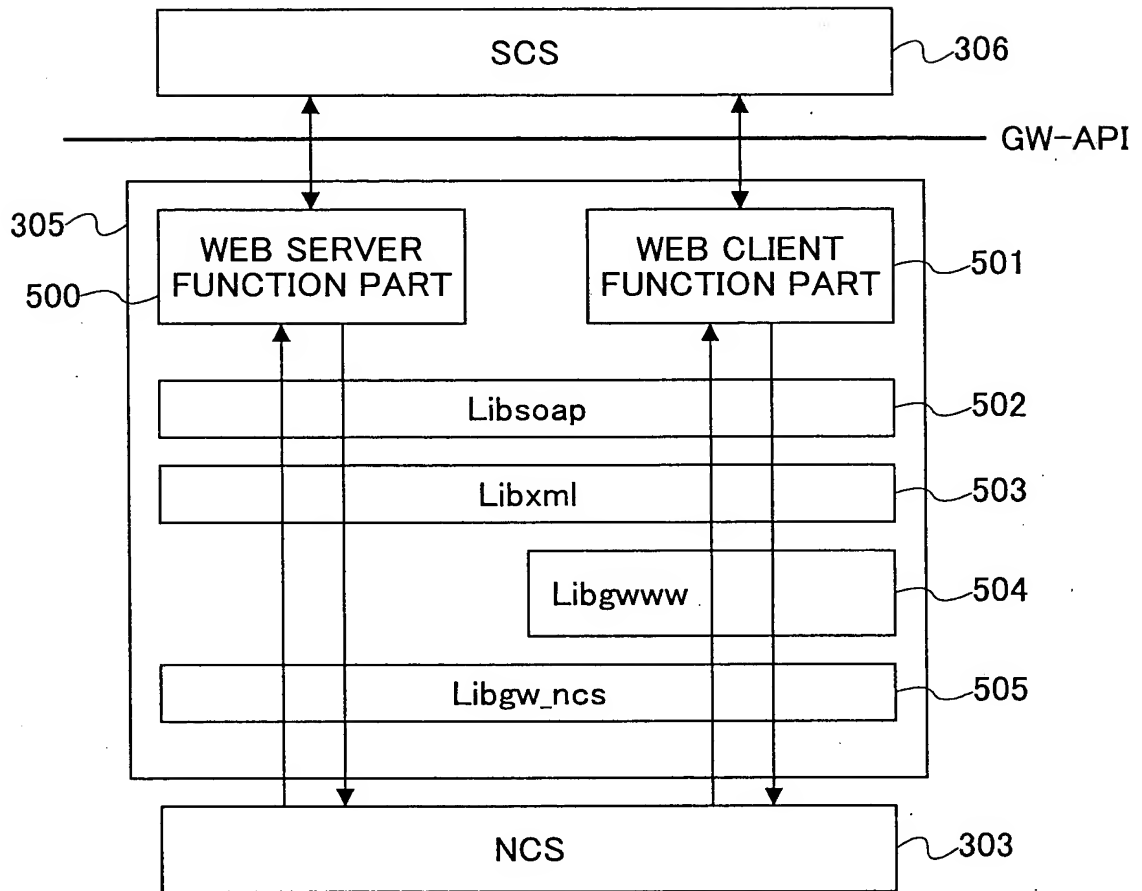 SCS
306
GW-API
305
WEB SERVER
FUNCTION PART
500
WEB CLIENT
FUNCTION PART
501
Libsoap
502
Libxml
503
Libgwww
504
Libgw_ncs
505
NCS
303